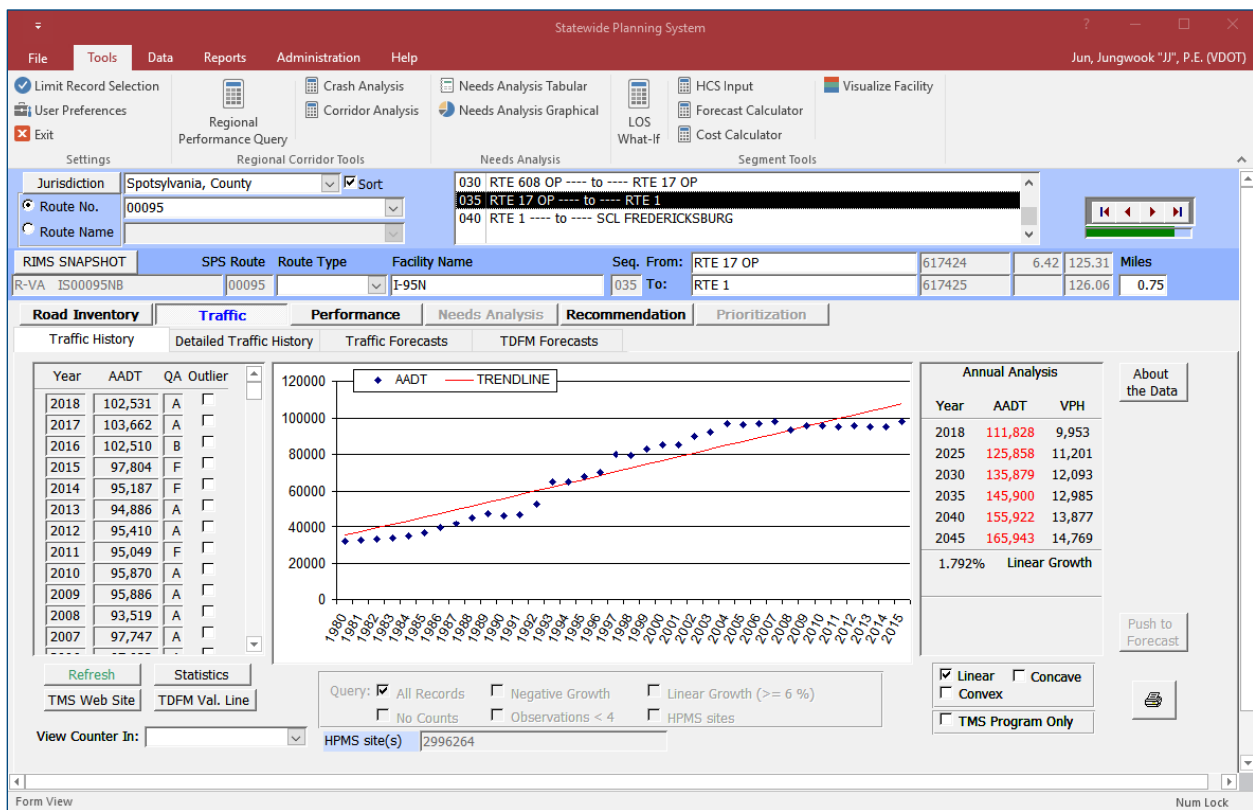 Statewide Planning System
?
File Tools Data Reports Administration Help Jun, Jungwook "JJ", P.E. (VDOT)
Limit Record Selection
User Preferences
Exit
Settings
Regional
Performance Query
Crash Analysis
Corridor Analysis
Regional Corridor Tools
Needs Analysis Tabular
Needs Analysis Graphical
Needs Analysis
LOS
What-If
HCS Input
Forecast Calculator
Cost Calculator
Visualize Facility
Segment Tools
Jurisdiction Spotsylvania, County Sort
Route No. 00095
Route Name
030 RTE 608 OP ---- to ---- RTE 17 OP
035 RTE 17 OP ---- to ---- RTE 1
040 RTE 1 ---- to ---- SCL FREDERICKSBURG
RIMS SNAPSHOT SPS Route Route Type Facility Name Seq. From: RTE 17 OP 617424 6.42 125.31 Miles
R-VA IS00095NB 00095 I-95N 035 To: RTE 1 617425 126.06 0.75
Road Inventory Traffic Performance Needs Analysis Recommendation Prioritization
Traffic History Detailed Traffic History Traffic Forecasts TDFM Forecasts
Year AADT QA Outlier
2018 102,531 A
2017 103,662 A
2016 102,510 B
2015 97,804 F
2014 95,187 F
2013 94,886 A
2012 95,410 A
2011 95,049 F
2010 95,870 A
2009 95,886 A
2008 93,519 A
2007 97,747 A
AADT TRENDLINE
120000
100000
80000
60000
40000
20000
0
1980 1981 1982 1983 1984 1985 1986 1987 1988 1989 1990 1991 1992 1993 1994 1995 1996 1997 1998 1999 2000 2001 2002 2003 2004 2005 2006 2007 2008 2009 2010 2011 2012 2013 2014 2015
Annual Analysis
Year AADT VPH
2018 111,828 9,953
2025 125,858 11,201
2030 135,879 12,093
2035 145,900 12,985
2040 155,922 13,877
2045 165,943 14,769
1.792% Linear Growth
About
the Data
Push to
Forecast
Refresh Statistics
TMS Web Site TDFM Val. Line
View Counter In:
Query: All Records Negative Growth Linear Growth (>= 6 %)
No Counts Observations < 4 HPMS sites
HPMS site(s) 2996264
Linear Concave
Convex
TMS Program Only
Form View Num Lock